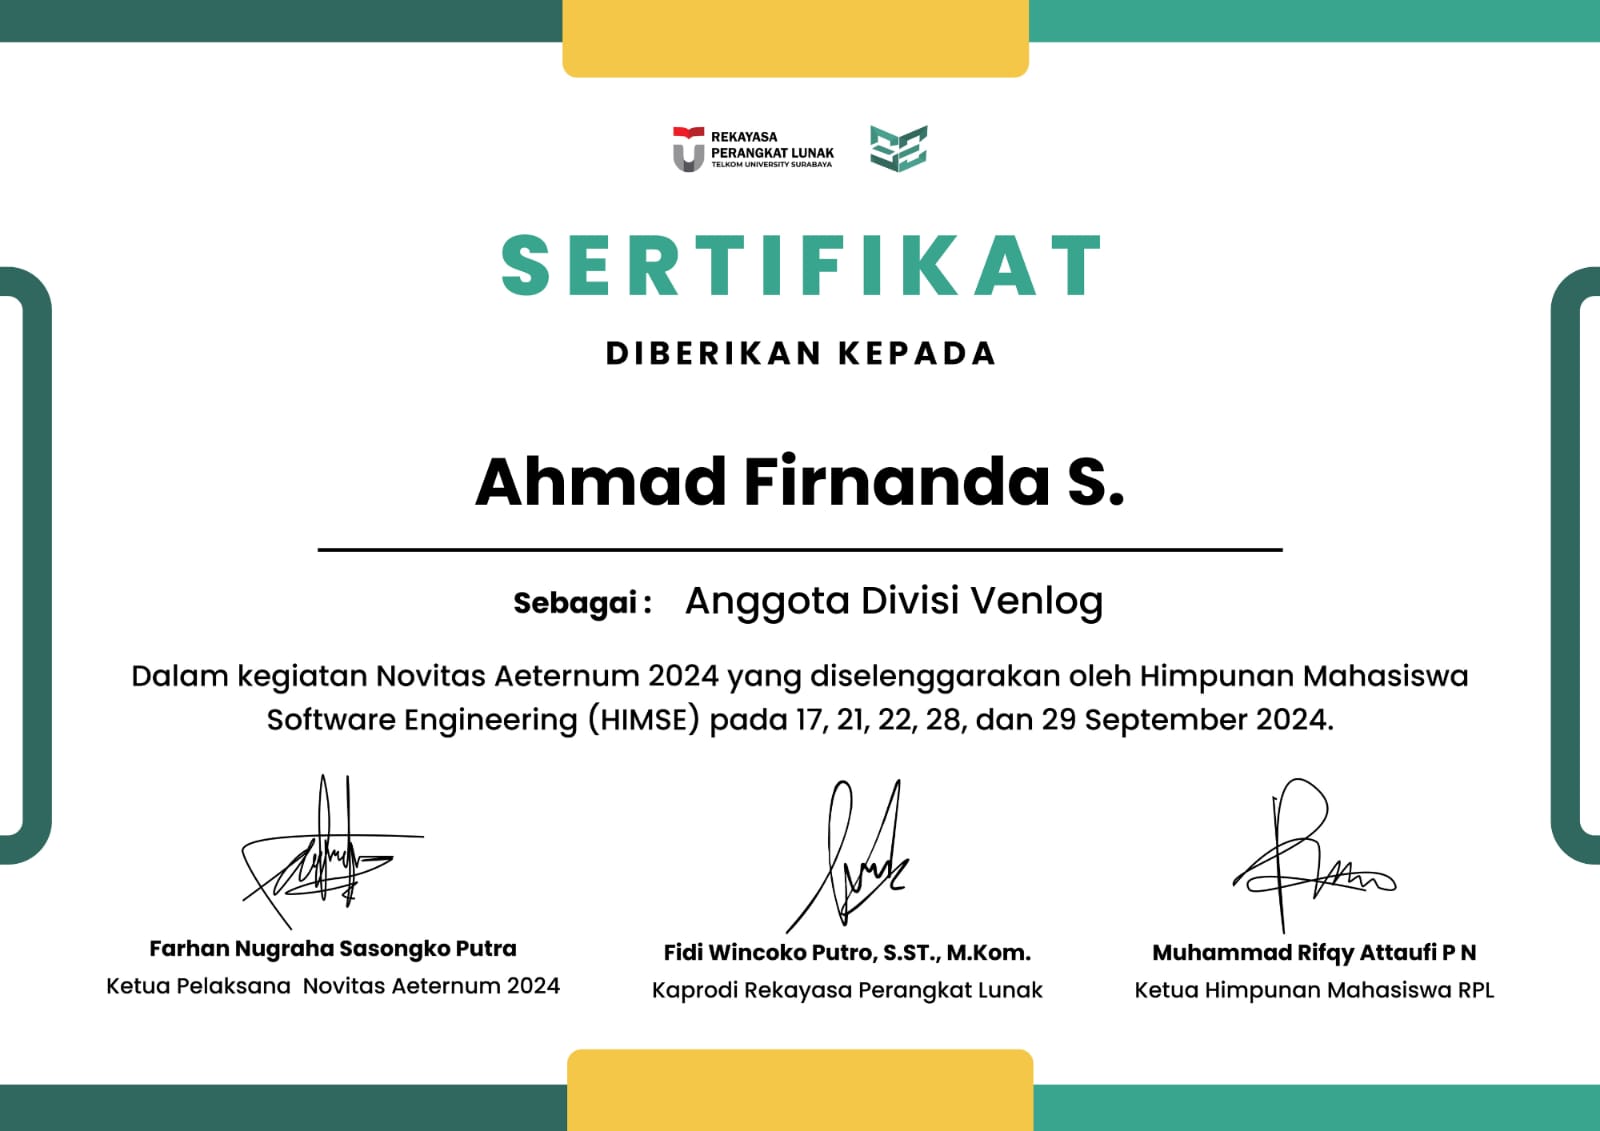 REKAYASA
PERANGKAT LUNAK
TELKOM UNIVERSITY SURABAYA
SERTIFIKAT
DIBERIKAN KEPADA
Ahmad Firnanda S.
Sebagai : Anggota Divisi Venlog
Dalam kegiatan Novitas Aeternum 2024 yang diselenggarakan oleh Himpunan Mahasiswa
Software Engineering (HIMSE) pada 17, 21, 22, 28, dan 29 September 2024.
Farhan Nugraha Sasongko Putra
Ketua Pelaksana Novitas Aeternum 2024
Fidi Wincoko Putro, S.ST., M.Kom.
Kaprodi Rekayasa Perangkat Lunak
Muhammad Rifqy Attaufi P N
Ketua Himpunan Mahasiswa RPL